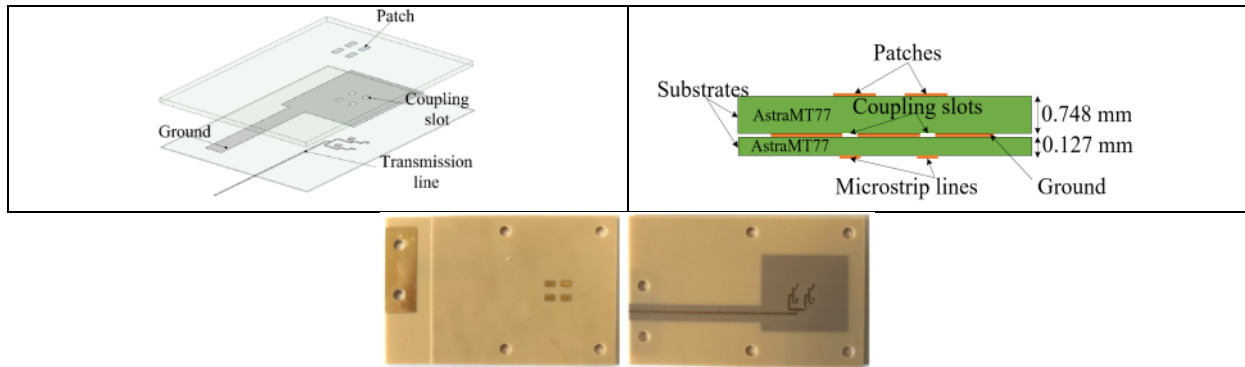 Patch
Coupling
slot
Ground
Transmission
line
Patches
Substrates
Coupling slots
AstraMT77
0.748 mm
AstraMT77
0.127 mm
Microstrip lines
Ground